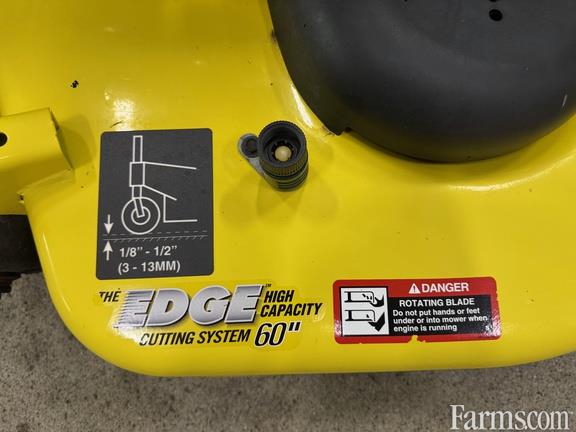 1/8" - 1/2"
(3 - 13MM)
THE EDGE™ HIGH CAPACITY
CUTTING SYSTEM 60"
DANGER
ROTATING BLADE
Do not put hands or feet
under or into mower when
engine is running
Farms.com